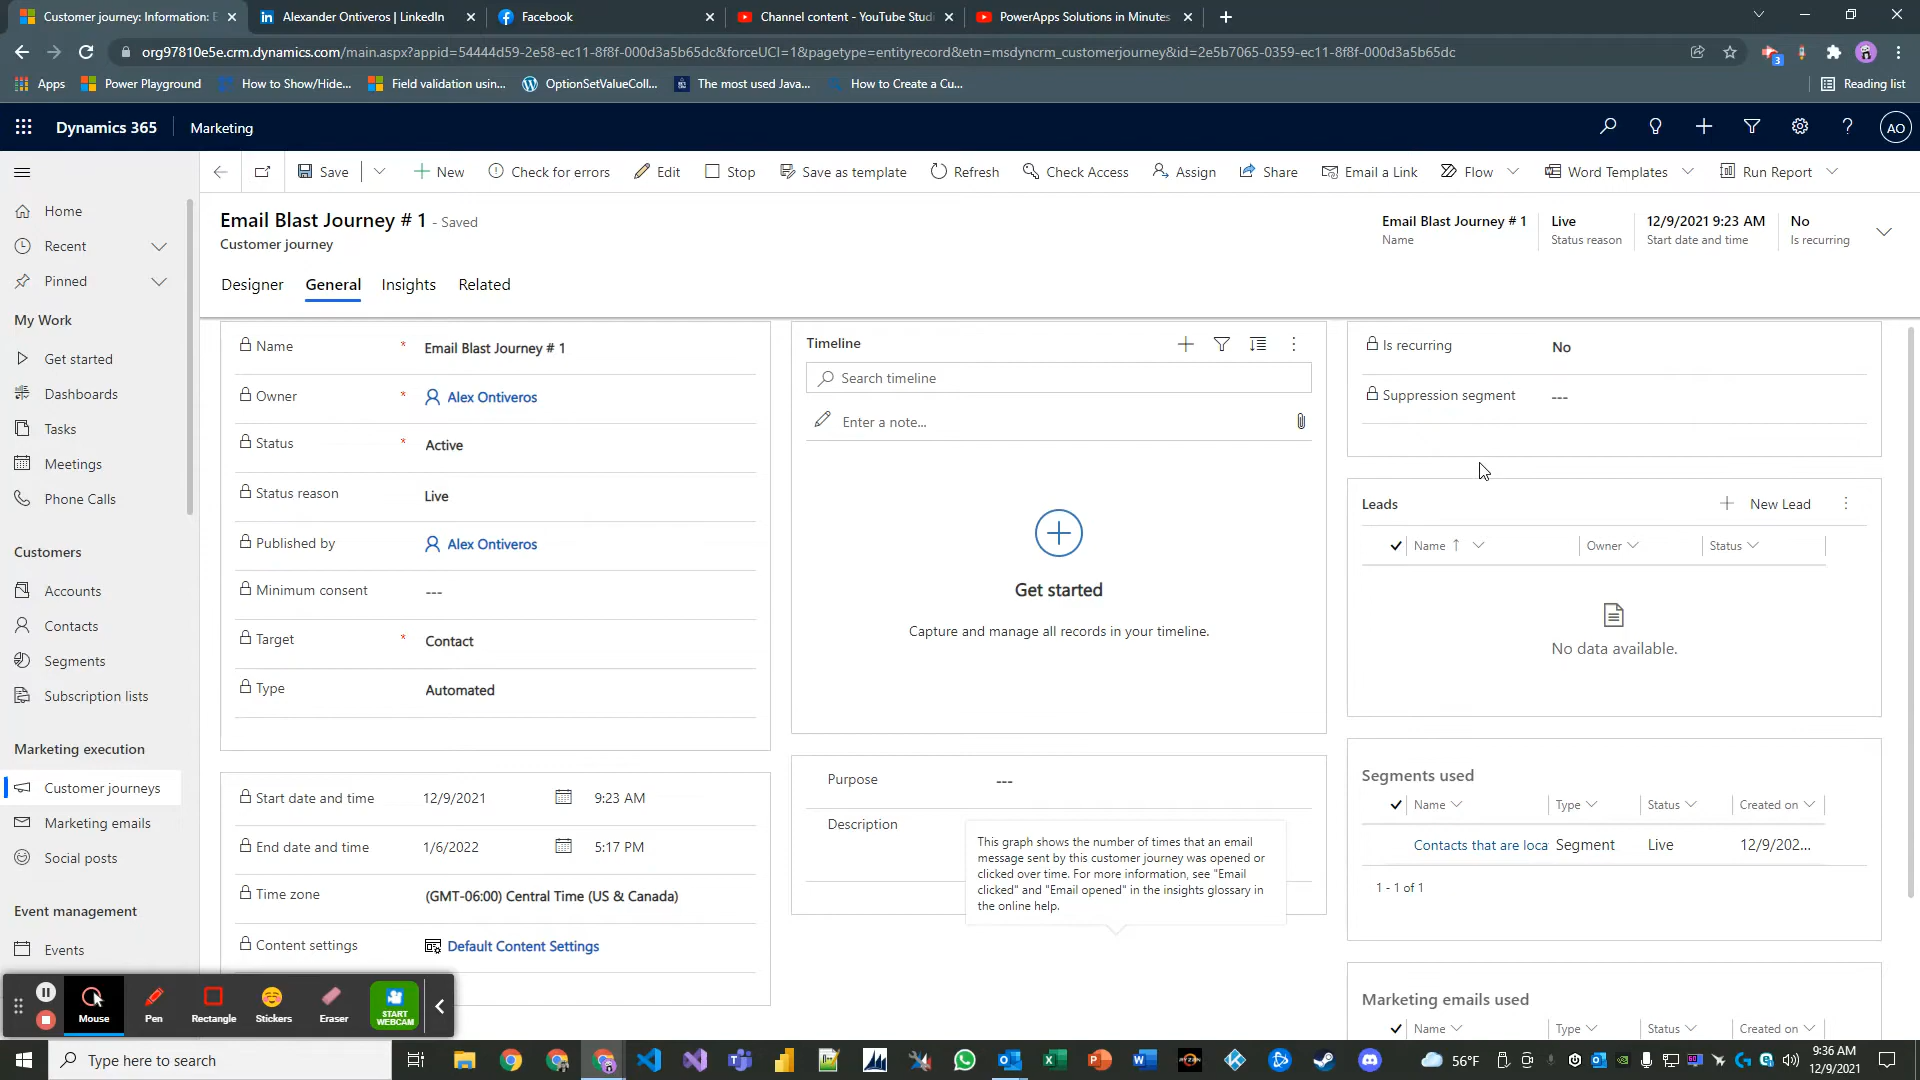 Customer journey: Information: E
Alexander Ontiveros | LinkedIn
Facebook
Channel content - YouTube Studi
PowerApps Solutions in Minutes
org97810e5e.crm.dynamics.com/main.aspx?appid=54444d59-2e58-ec11-8f8f-000d3a5b65dc&forceUCI=1&pagetype=entityrecord&etn=msdyncrm_customerjourney&id=2e5b7065-0359-ec11-8f8f-000d3a5b65dc
3
Apps
Power Playground
How to Show/Hide...
Field validation usin...
OptionSetValueColl...
The most used Java...
How to Create a Cu...
Reading list
Dynamics 365
Marketing
AO
Save
New
Check for errors
Edit
Stop
Save as template
Refresh
Check Access
Assign
Share
Email a Link
Flow
Word Templates
Run Report
Home
Recent
Pinned
My Work
Get started
Dashboards
Tasks
Meetings
Phone Calls
Customers
Accounts
Contacts
Segments
Subscription lists
Marketing execution
Customer journeys
Marketing emails
Social posts
Event management
Events
Email Blast Journey # 1 - Saved
Customer journey
Email Blast Journey # 1
Name
Live
Status reason
12/9/2021 9:23 AM
Start date and time
No
Is recurring
Designer
General
Insights
Related
Name * Email Blast Journey # 1
Owner * Alex Ontiveros
Status * Active
Status reason Live
Published by Alex Ontiveros
Minimum consent ---
Target * Contact
Type Automated
Start date and time 12/9/2021 9:23 AM
End date and time 1/6/2022 5:17 PM
Time zone (GMT-06:00) Central Time (US & Canada)
Content settings Default Content Settings
Timeline
Search timeline
Enter a note...
Get started
Capture and manage all records in your timeline.
Purpose ---
Description
This graph shows the number of times that an email
message sent by this customer journey was opened or
clicked over time. For more information, see "Email
clicked" and "Email opened" in the insights glossary in
the online help.
Is recurring No
Suppression segment ---
Leads
New Lead
Name Owner Status
No data available.
Segments used
Name Type Status Created on
Contacts that are loca Segment Live 12/9/202...
1 - 1 of 1
Marketing emails used
Name Type Status Created on
Mouse
Pen
Rectangle
Stickers
Eraser
START
WEBCAM
Type here to search
56°F
9:36 AM
12/9/2021